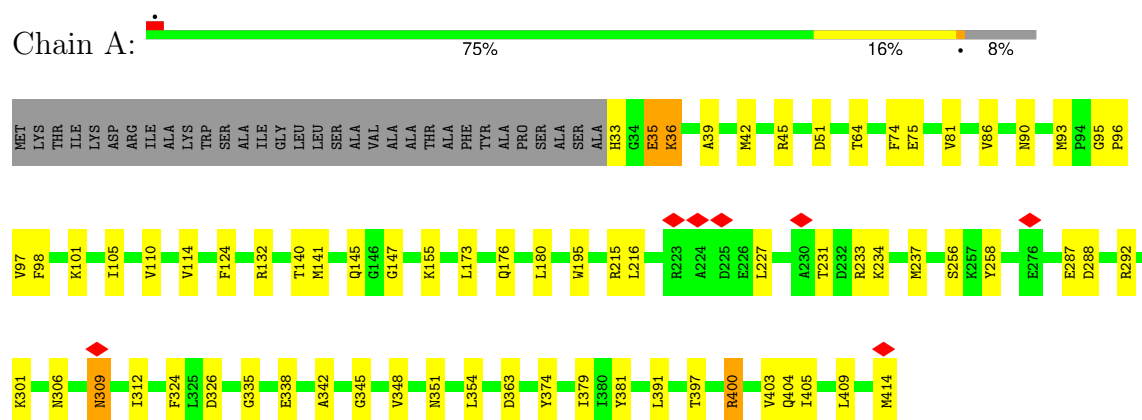 Chain A:
75% 16% • 8%
MET LYS THR ILE LYS ASP ARG ILE ALA LYS TRP SER ALA ILE GLY LEU LEU SER ALA VAL ALA ALA THR ALA PHE TYR ALA PRO SER ALA ALA SER ALA H33 G34 E35 K36 A39 M42 R45 D51 T64 F74 E75 V81 V86 N90 M93 P94 G95 P96
V97 F98 K101 I105 V110 V114 F124 R132 T140 M141 Q145 G146 G147 K155 L173 Q176 L180 W195 R215 L216 R223 A224 D225 E226 L227 A230 T231 D232 R233 K234 M237 S256 K257 Y258 E276 E287 D288 R292
K301 N306 N309 I312 F324 L325 D326 G335 E338 A342 G345 V348 N351 L354 D363 Y374 I379 I380 Y381 L391 T397 R400 V403 Q404 I405 L409 M414